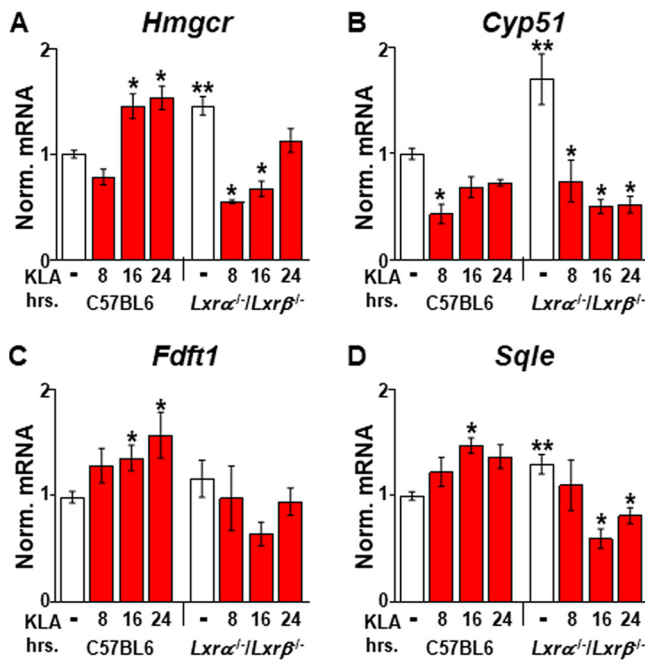 A Hmgcr
Norm. mRNA
2
1
0
** * * * *
KLA - 8 16 24 - 8 16 24
hrs. C57BL6 Lxrα-/-/Lxrβ-/-
B Cyp51
Norm. mRNA
2
1
0
** * * * *
KLA - 8 16 24 - 8 16 24
hrs. C57BL6 Lxrα-/-/Lxrβ-/-
C Fdft1
Norm. mRNA
2
1
0
* *
KLA - 8 16 24 - 8 16 24
hrs. C57BL6 Lxrα-/-/Lxrβ-/-
D Sqle
Norm. mRNA
2
1
0
* ** * *
KLA - 8 16 24 - 8 16 24
hrs. C57BL6 Lxrα-/-/Lxrβ-/-